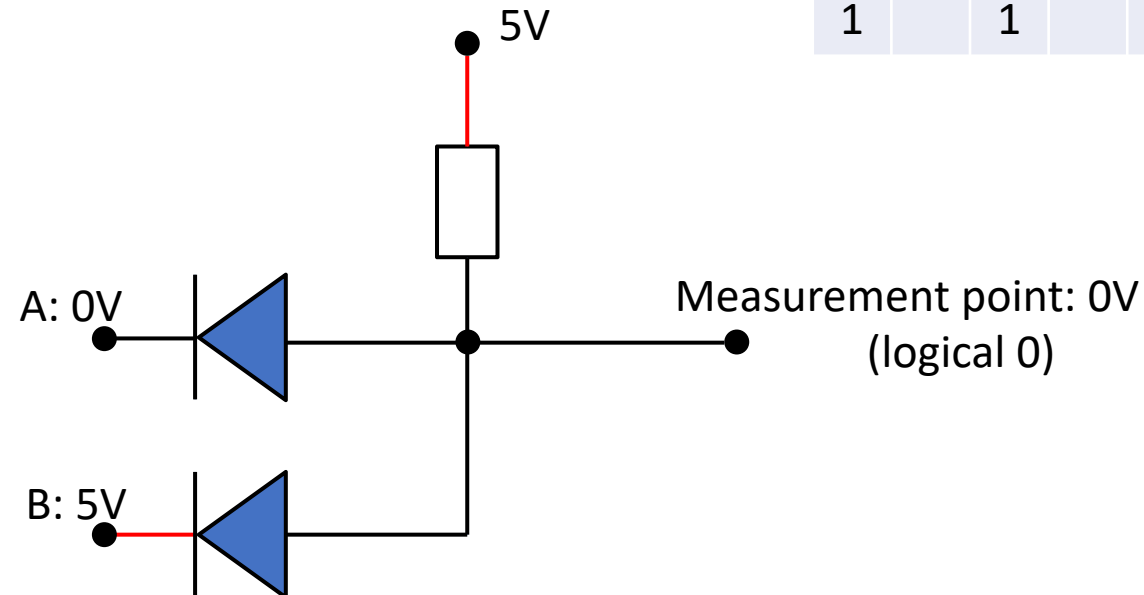 5V
1 1
A: 0V
Measurement point: 0V
(logical 0)
B: 5V